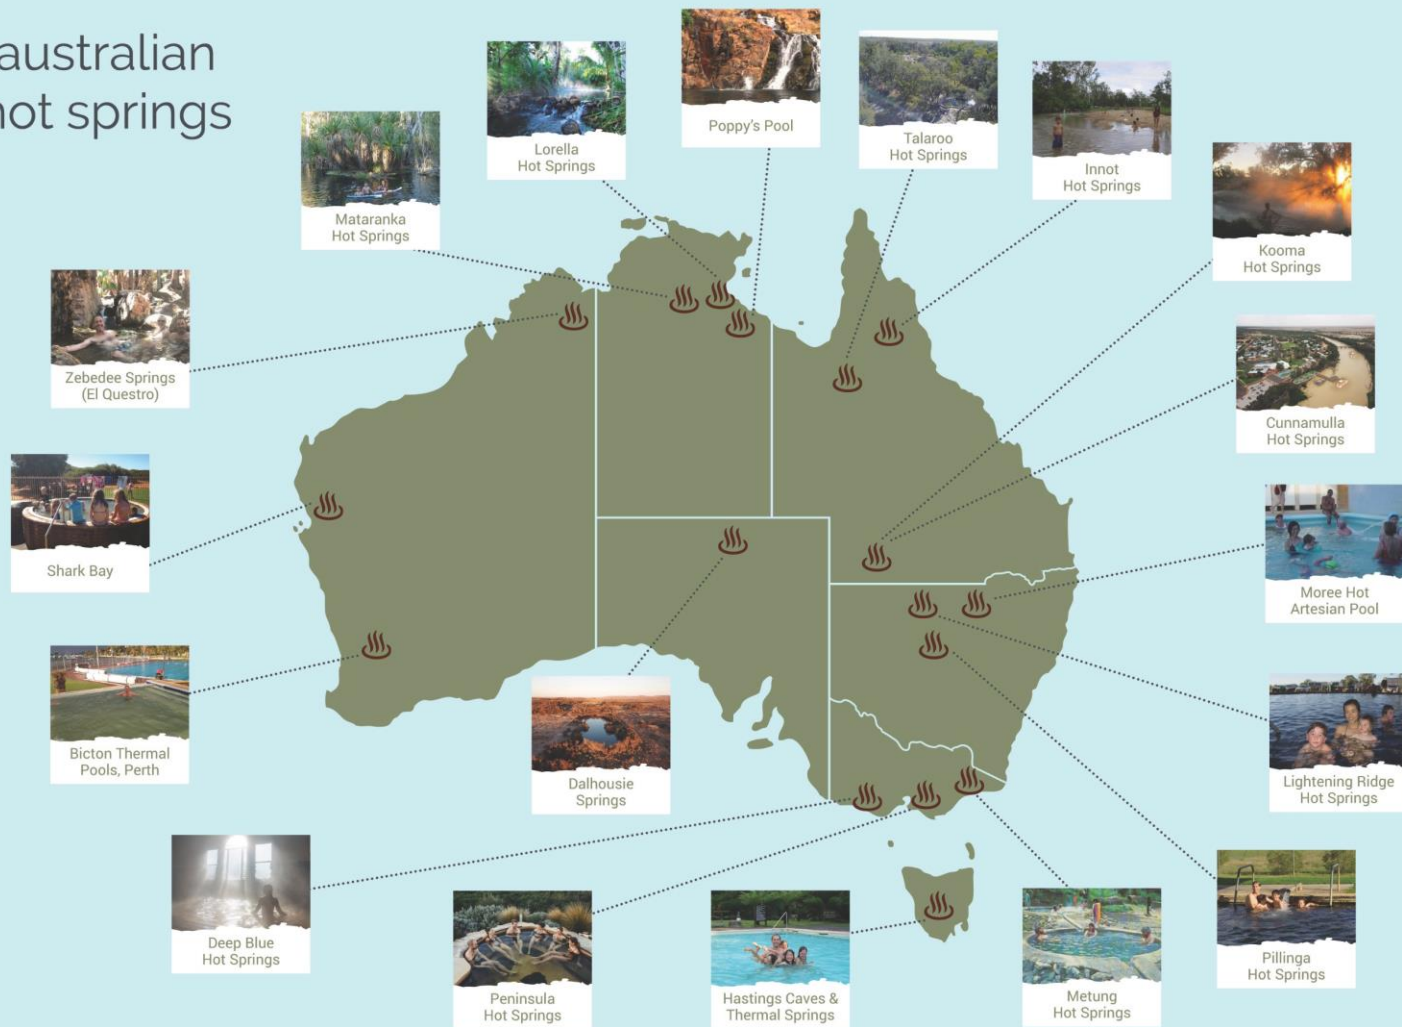 australian
hot springs
Poppy's Pool
Lorella
Hot Springs
Talaroo
Hot Springs
Innot
Hot Springs
Mataranka
Hot Springs
Kooma
Hot Springs
Zebedee Springs
(El Questro)
Cunnamulla
Hot Springs
Shark Bay
Moree Hot
Artesian Pool
Bicton Thermal
Pools, Perth
Dalhousie
Springs
Lightening Ridge
Hot Springs
Deep Blue
Hot Springs
Peninsula
Hot Springs
Hastings Caves &
Thermal Springs
Metung
Hot Springs
Pillinga
Hot Springs